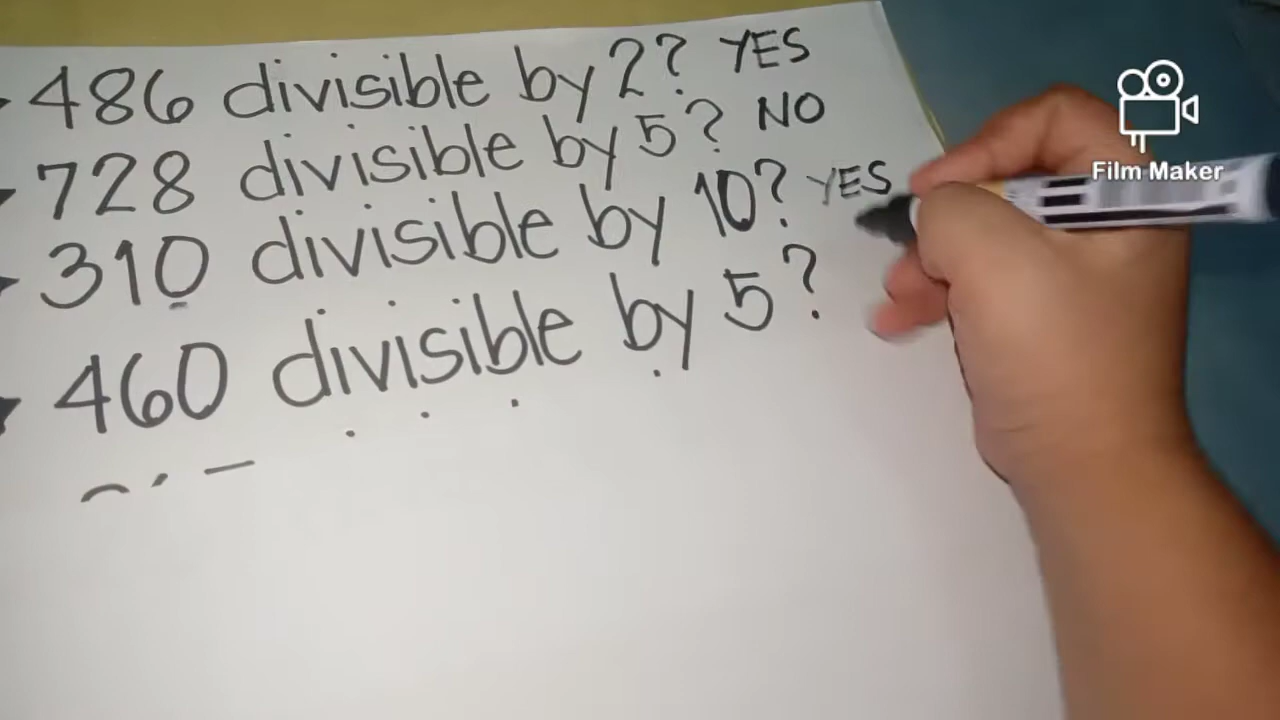 486 divisible by 2? YES
728 divisible by 5? NO
310 divisible by 10? YES
460 divisible by 5?
Film Maker